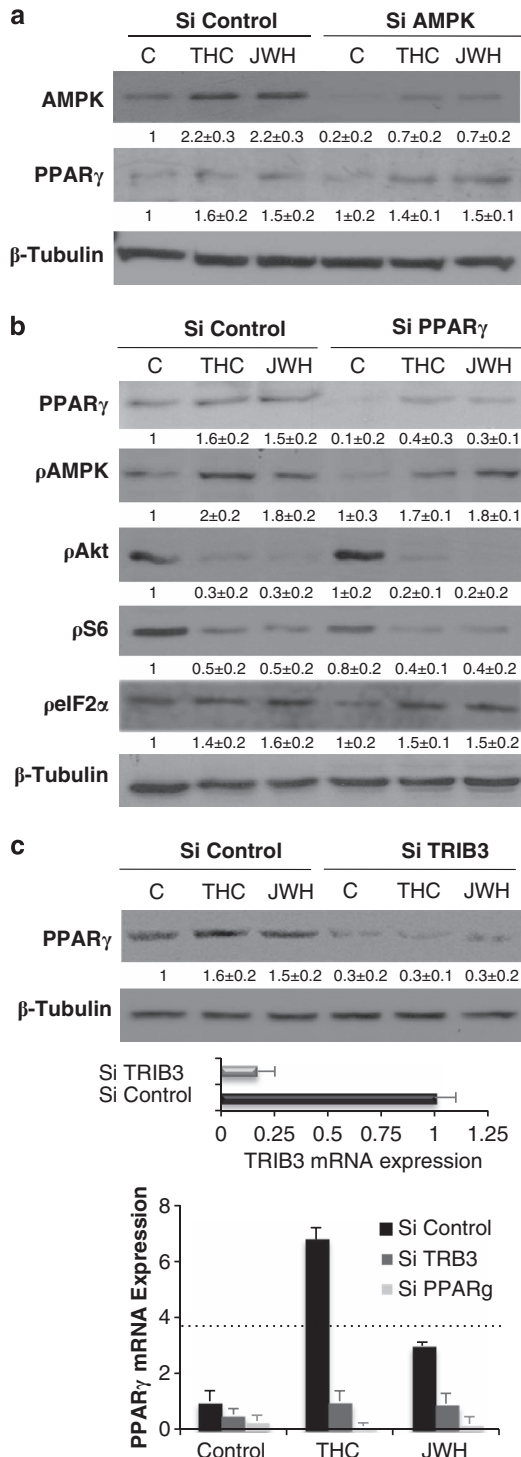 a
Si Control Si AMPK
C THC JWH C THC JWH
AMPK
1 2.2±0.3 2.2±0.3 0.2±0.2 0.7±0.2 0.7±0.2
PPARγ
1 1.6±0.2 1.5±0.2 1±0.2 1.4±0.1 1.5±0.1
β-Tubulin
b
Si Control Si PPARγ
C THC JWH C THC JWH
PPARγ
1 1.6±0.2 1.5±0.2 0.1±0.2 0.4±0.3 0.3±0.1
ρAMPK
1 2±0.2 1.8±0.2 1±0.3 1.7±0.1 1.8±0.1
ρAkt
1 0.3±0.2 0.3±0.2 1±0.2 0.2±0.1 0.2±0.2
ρS6
1 0.5±0.2 0.5±0.2 0.8±0.2 0.4±0.1 0.4±0.2
ρeIF2α
1 1.4±0.2 1.6±0.2 1±0.2 1.5±0.1 1.5±0.2
β-Tubulin
c
Si Control Si TRIB3
C THC JWH C THC JWH
PPARγ
1 1.6±0.2 1.5±0.2 0.3±0.2 0.3±0.1 0.3±0.2
β-Tubulin
Si TRIB3
Si Control
0 0.25 0.5 0.75 1 1.25
TRIB3 mRNA expression
PPARγ mRNA Expression
8
6
4
2
0
Si Control
Si TRB3
Si PPARg
Control THC JWH